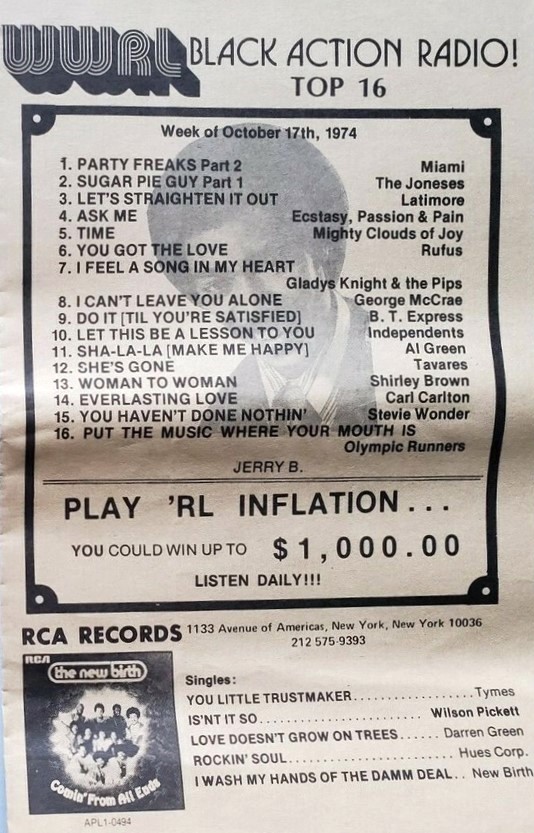 WWRL BLACK ACTION RADIO!
TOP 16
Week of October 17th, 1974
1. PARTY FREAKS Part 2 Miami
2. SUGAR PIE GUY Part 1 The Joneses
3. LET'S STRAIGHTEN IT OUT Latimore
4. ASK ME Ecstasy, Passion & Pain
5. TIME Mighty Clouds of Joy
6. YOU GOT THE LOVE Rufus
7. I FEEL A SONG IN MY HEART
Gladys Knight & the Pips
8. I CAN'T LEAVE YOU ALONE George McCrae
9. DO IT [TIL YOU'RE SATISFIED] B. T. Express
10. LET THIS BE A LESSON TO YOU Independents
11. SHA-LA-LA [MAKE ME HAPPY] Al Green
12. SHE'S GONE Tavares
13. WOMAN TO WOMAN Shirley Brown
14. EVERLASTING LOVE Carl Carlton
15. YOU HAVEN'T DONE NOTHIN' Stevie Wonder
16. PUT THE MUSIC WHERE YOUR MOUTH IS
Olympic Runners
JERRY B.
PLAY 'RL INFLATION...
YOU COULD WIN UP TO $1,000.00
LISTEN DAILY!!!
RCA RECORDS 1133 Avenue of Americas, New York, New York 10036
212 575-9393
RCA
the new birth
Comin' From All Ends
APL1-0494
Singles:
YOU LITTLE TRUSTMAKER..................Tymes
IS'NT IT SO......................... Wilson Pickett
LOVE DOESN'T GROW ON TREES...... Darren Green
ROCKIN' SOUL......................... Hues Corp.
I WASH MY HANDS OF THE DAMM DEAL.. New Birth